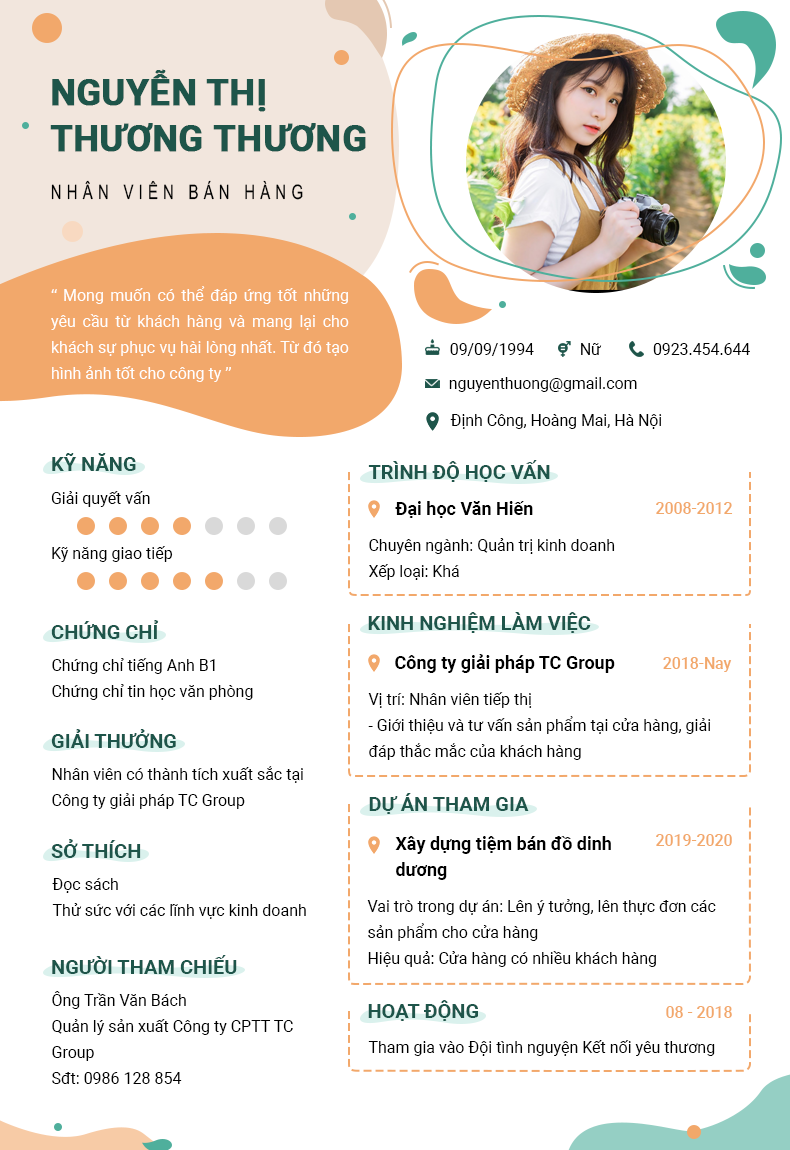 NGUYỄN THỊ
THƯƠNG THƯƠNG
NHÂN VIÊN BÁN HÀNG
“ Mong muốn có thể đáp ứng tốt những
yêu cầu từ khách hàng và mang lại cho
khách sự phục vụ hài lòng nhất. Từ đó tạo
hình ảnh tốt cho công ty ”
09/09/1994 Nữ 0923.454.644
nguyenthuong@gmail.com
Định Công, Hoàng Mai, Hà Nội
KỸ NĂNG
Giải quyết vấn
Kỹ năng giao tiếp
CHỨNG CHỈ
Chứng chỉ tiếng Anh B1
Chứng chỉ tin học văn phòng
GIẢI THƯỞNG
Nhân viên có thành tích xuất sắc tại
Công ty giải pháp TC Group
SỞ THÍCH
Đọc sách
Thử sức với các lĩnh vực kinh doanh
NGƯỜI THAM CHIẾU
Ông Trần Văn Bách
Quản lý sản xuất Công ty CPTT TC
Group
Sđt: 0986 128 854
TRÌNH ĐỘ HỌC VẤN
Đại học Văn Hiến 2008-2012
Chuyên ngành: Quản trị kinh doanh
Xếp loại: Khá
KINH NGHIỆM LÀM VIỆC
Công ty giải pháp TC Group 2018-Nay
Vị trí: Nhân viên tiếp thị
- Giới thiệu và tư vấn sản phẩm tại cửa hàng, giải
đáp thắc mắc của khách hàng
DỰ ÁN THAM GIA
Xây dựng tiệm bán đồ dinh 2019-2020
dương
Vai trò trong dự án: Lên ý tưởng, lên thực đơn các
sản phẩm cho cửa hàng
Hiệu quả: Cửa hàng có nhiều khách hàng
HOẠT ĐỘNG 08 - 2018
Tham gia vào Đội tình nguyện Kết nối yêu thương